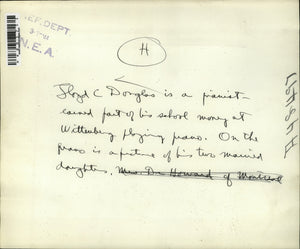 REF. DEPT
N.E.A.
H
Lloyd C Douglas is a pianist-
earned part of his school money at
Wittenberg playing piano. On the
piano is a picture of his two married
daughters, Mrs. Dr. Howard of Montreal